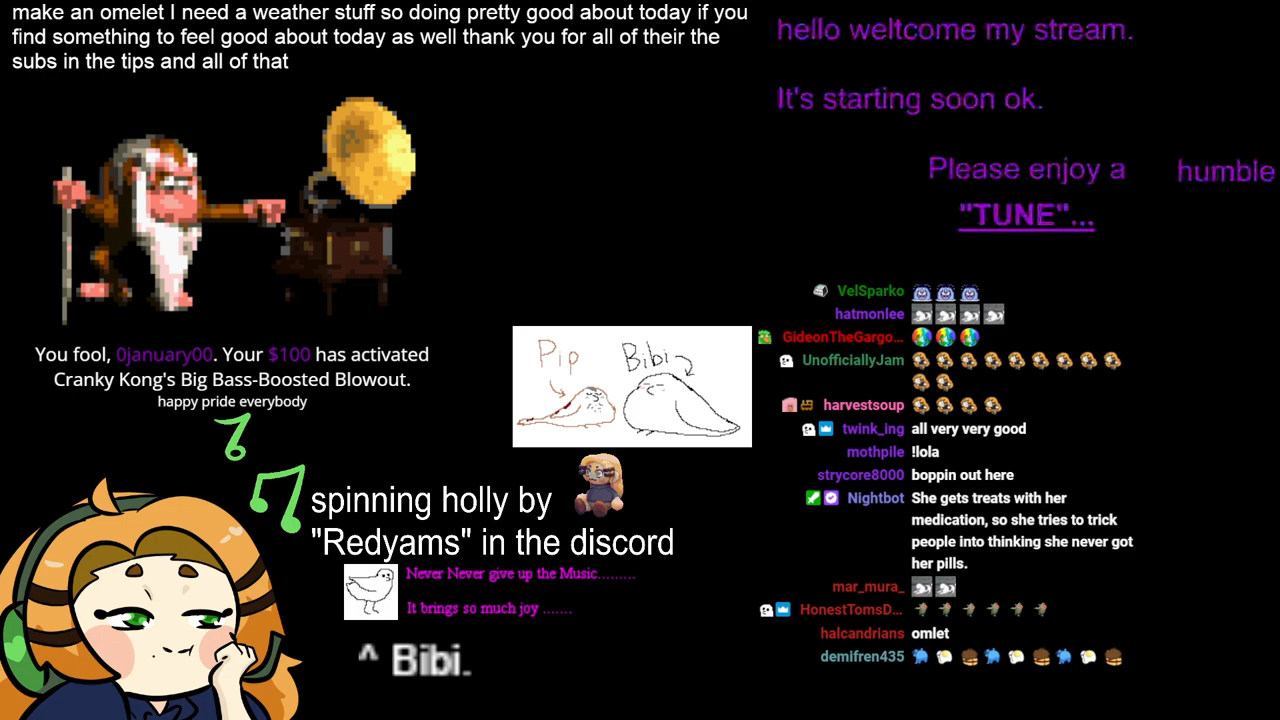 make an omelet I need a weather stuff so doing pretty good about today if you
find something to feel good about today as well thank you for all of their the
subs in the tips and all of that
hello weltcome my stream.
It's starting soon ok.
Please enjoy a humble
"TUNE"...
You fool, 0january00. Your $100 has activated
Cranky Kong's Big Bass-Boosted Blowout.
happy pride everybody
Pip
Bibi
spinning holly by
"Redyams" in the discord
Never Never give up the Music.........
It brings so much joy .......
^ Bibi.
VelSparko
hatmonlee
GideonTheGargo...
UnofficiallyJam
harvestsoup
twink_ing all very very good
mothpile !lola
strycore8000 boppin out here
Nightbot She gets treats with her
medication, so she tries to trick
people into thinking she never got
her pills.
mar_mura_
HonestTomsD...
halcandrians omlet
demifren435